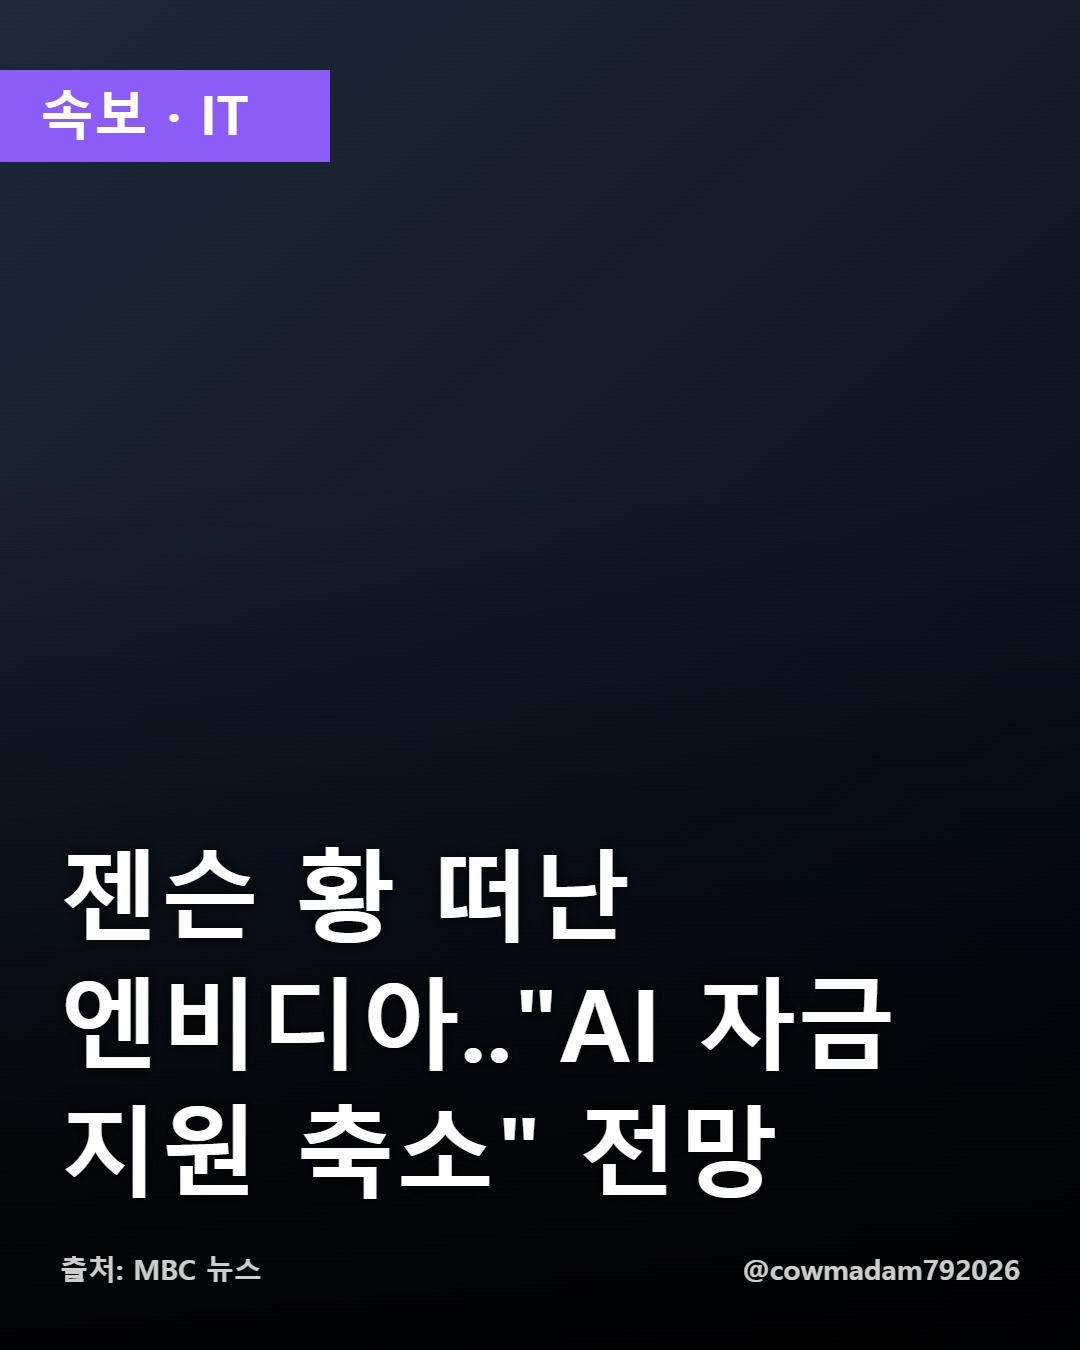 속보 · IT
젠슨 황 떠난
엔비디아.."AI 자금
지원 축소" 전망
출처: MBC 뉴스
@cowmadam792026